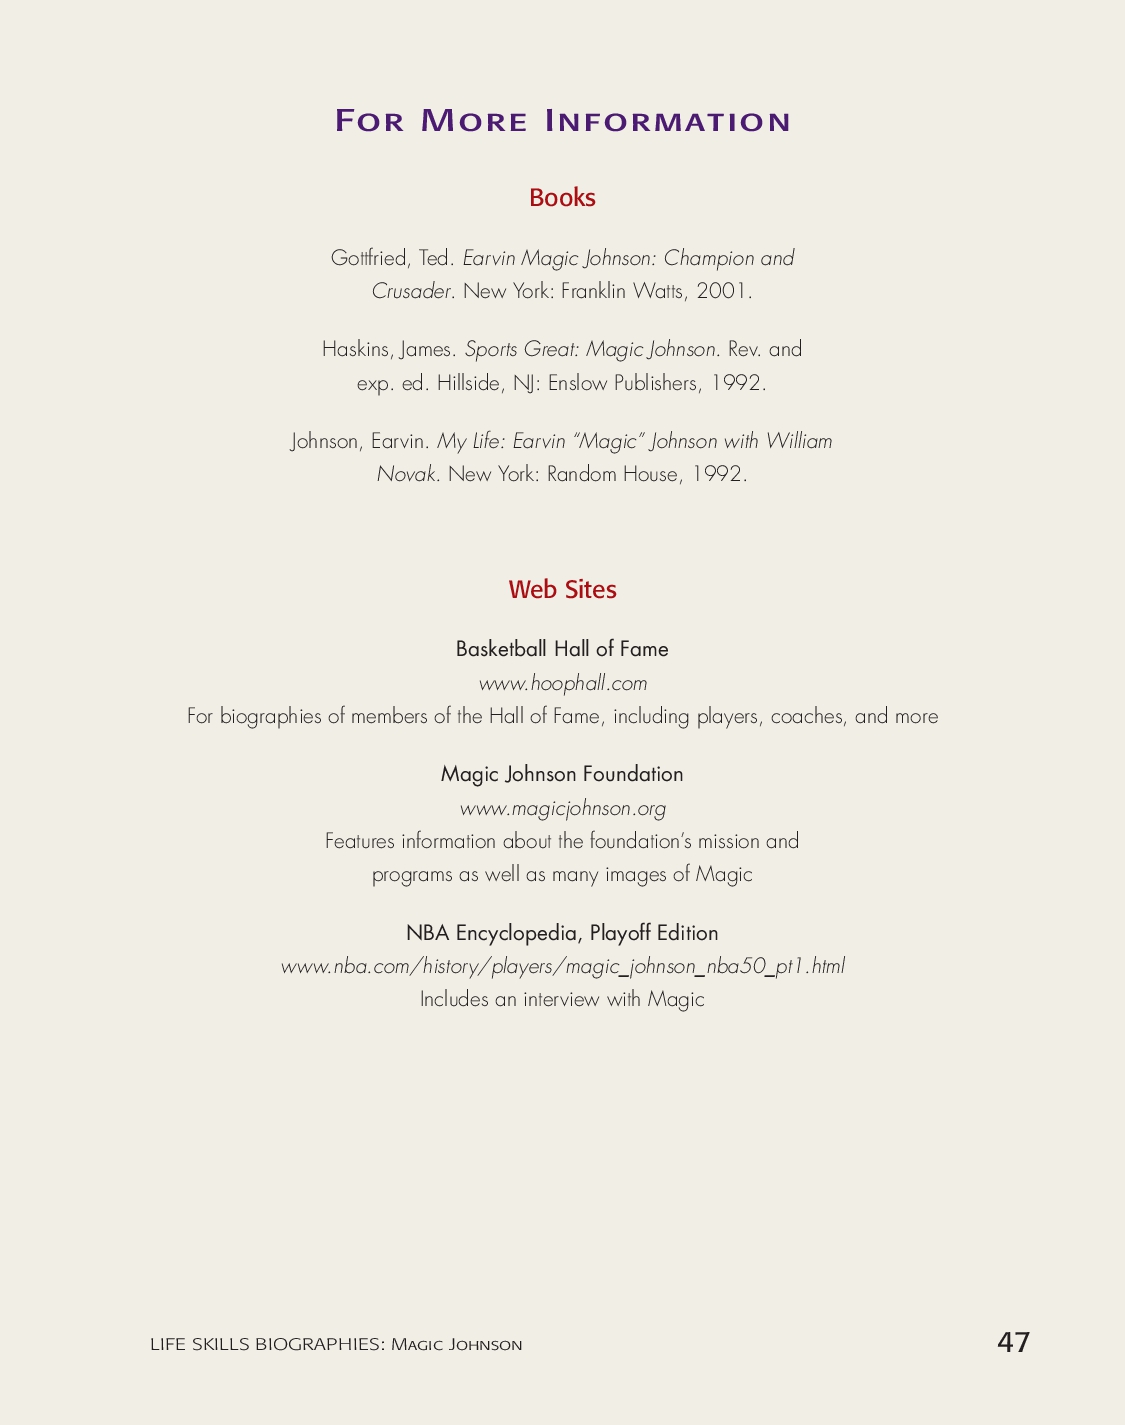 For More Information
Books
Gottfried, Ted. Earvin Magic Johnson: Champion and
Crusader. New York: Franklin Watts, 2001.
Haskins, James. Sports Great: Magic Johnson. Rev. and
exp. ed. Hillside, NJ: Enslow Publishers, 1992.
Johnson, Earvin. My Life: Earvin “Magic” Johnson with William
Novak. New York: Random House, 1992.
Web Sites
Basketball Hall of Fame
www.hoophall.com
For biographies of members of the Hall of Fame, including players, coaches, and more
Magic Johnson Foundation
www.magicjohnson.org
Features information about the foundation’s mission and
programs as well as many images of Magic
NBA Encyclopedia, Playoff Edition
www.nba.com/history/players/magic_johnson_nba50_pt1.html
Includes an interview with Magic
LIFE SKILLS BIOGRAPHIES: Magic Johnson 47